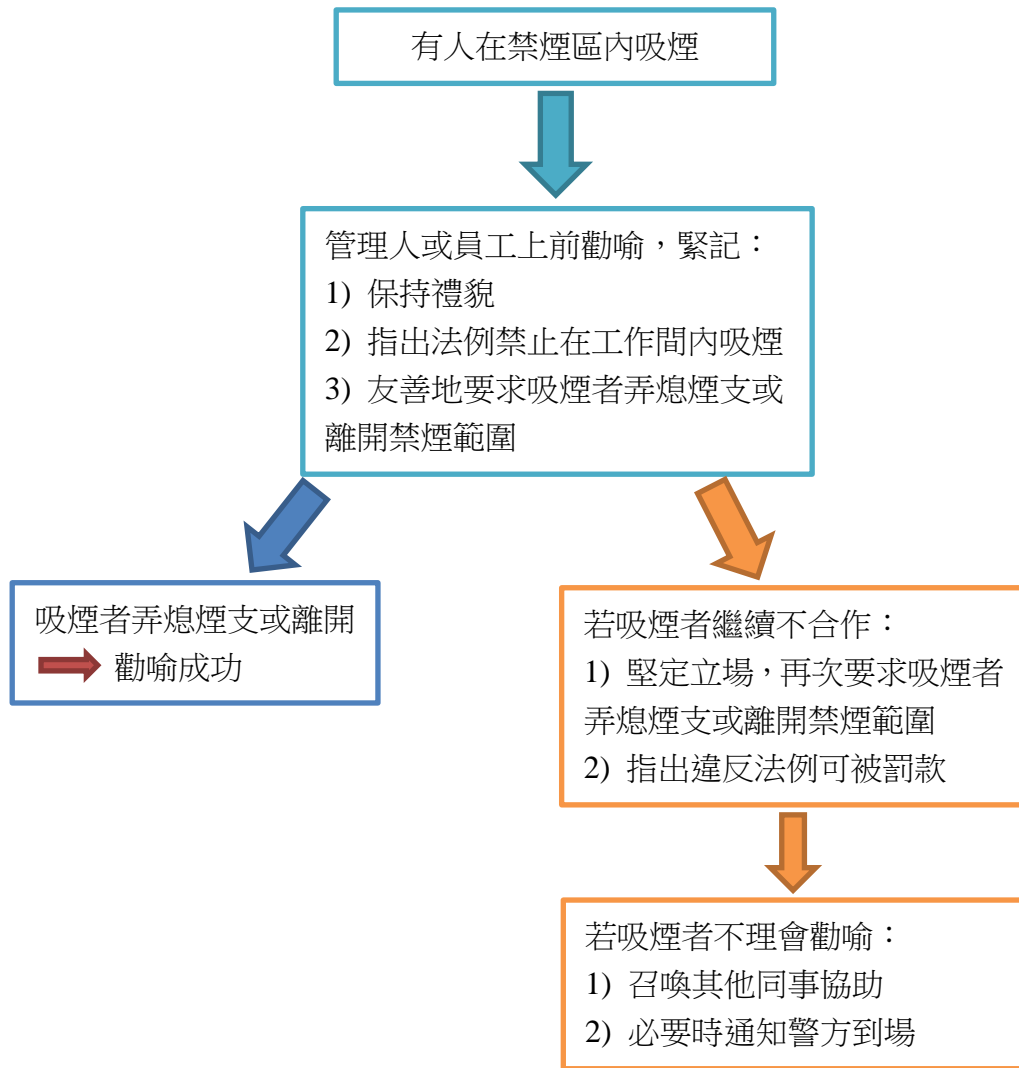 有人在禁煙區內吸煙
管理人或員工上前勸喻，緊記：
1) 保持禮貌
2) 指出法例禁止在工作間內吸煙
3) 友善地要求吸煙者弄熄煙支或
離開禁煙範圍
吸煙者弄熄煙支或離開
勸喻成功
若吸煙者繼續不合作：
1) 堅定立場，再次要求吸煙者
弄熄煙支或離開禁煙範圍
2) 指出違反法例可被罰款
若吸煙者不理會勸喻：
1) 召喚其他同事協助
2) 必要時通知警方到場